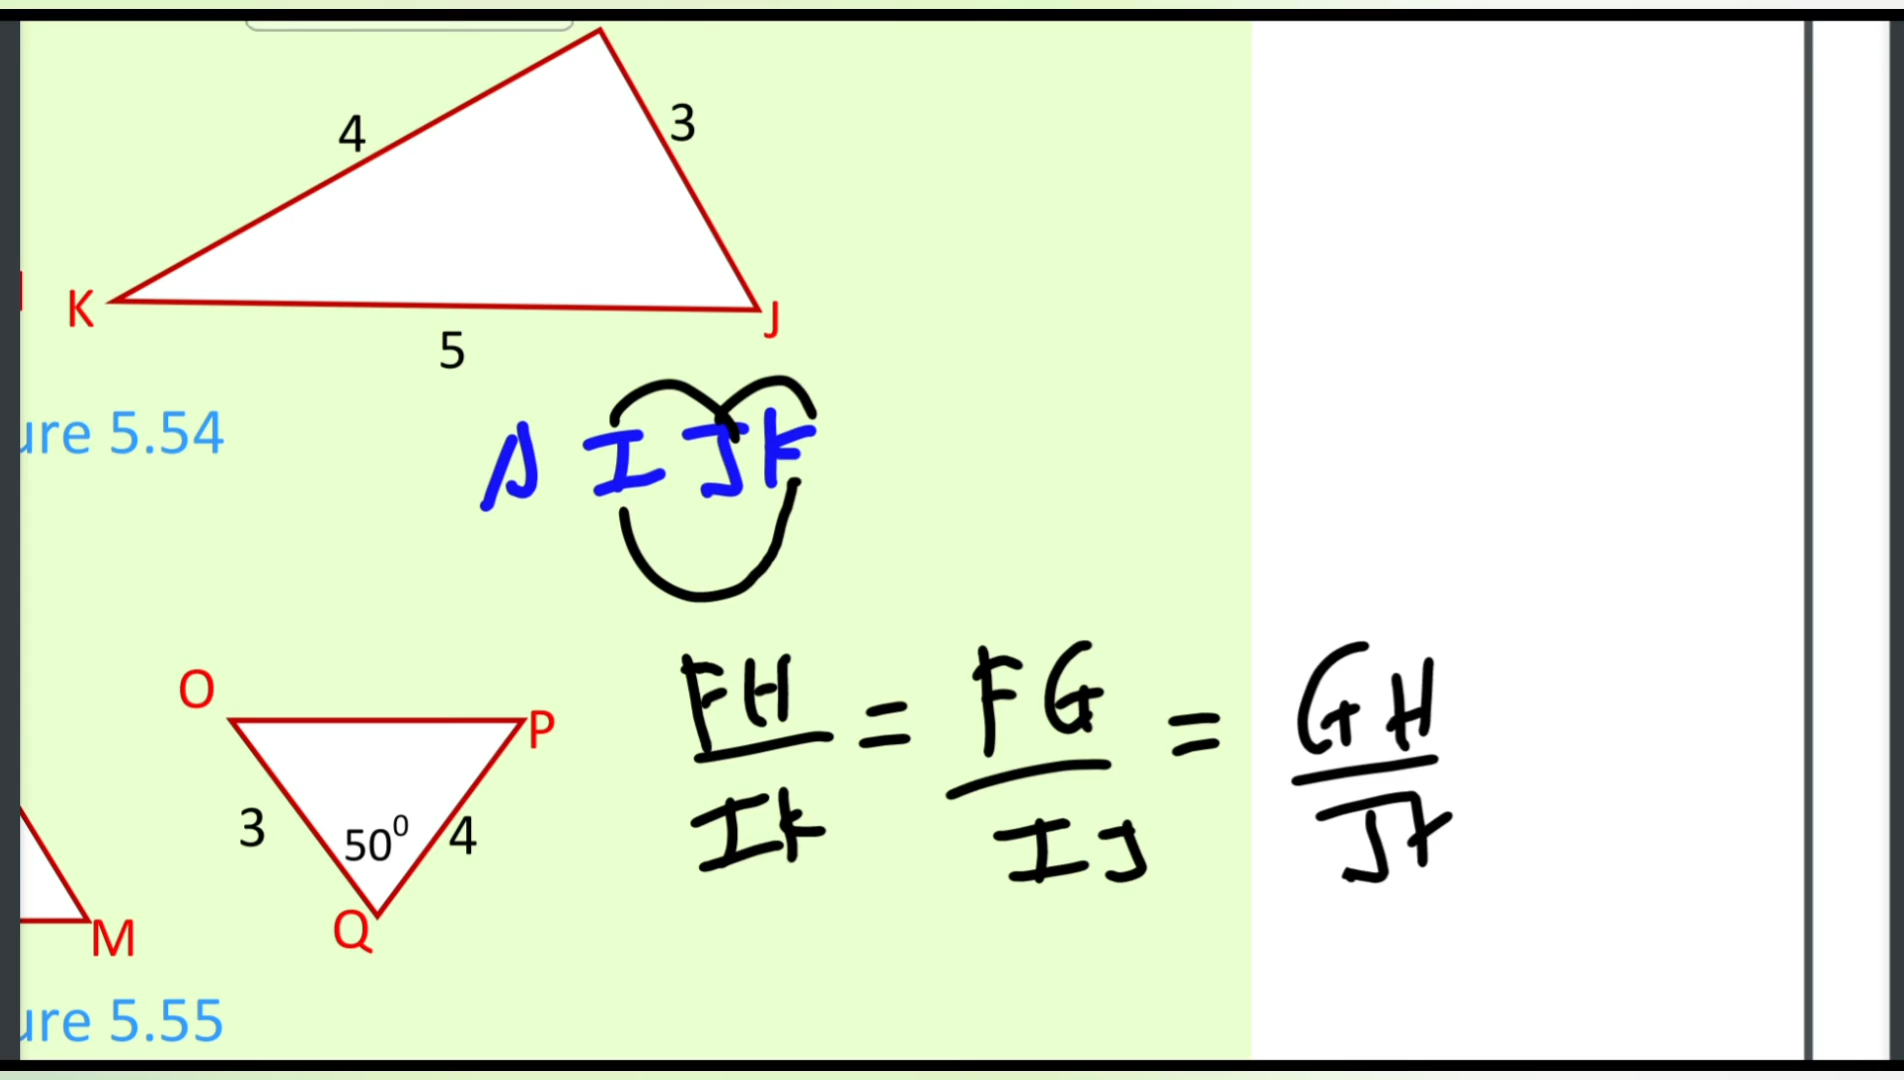 4
3
K
J
5
ure 5.54
Δ IJK
O
P
3
50⁰
4
Q
M
FH/IK = FG/IJ = GH/JK
ure 5.55